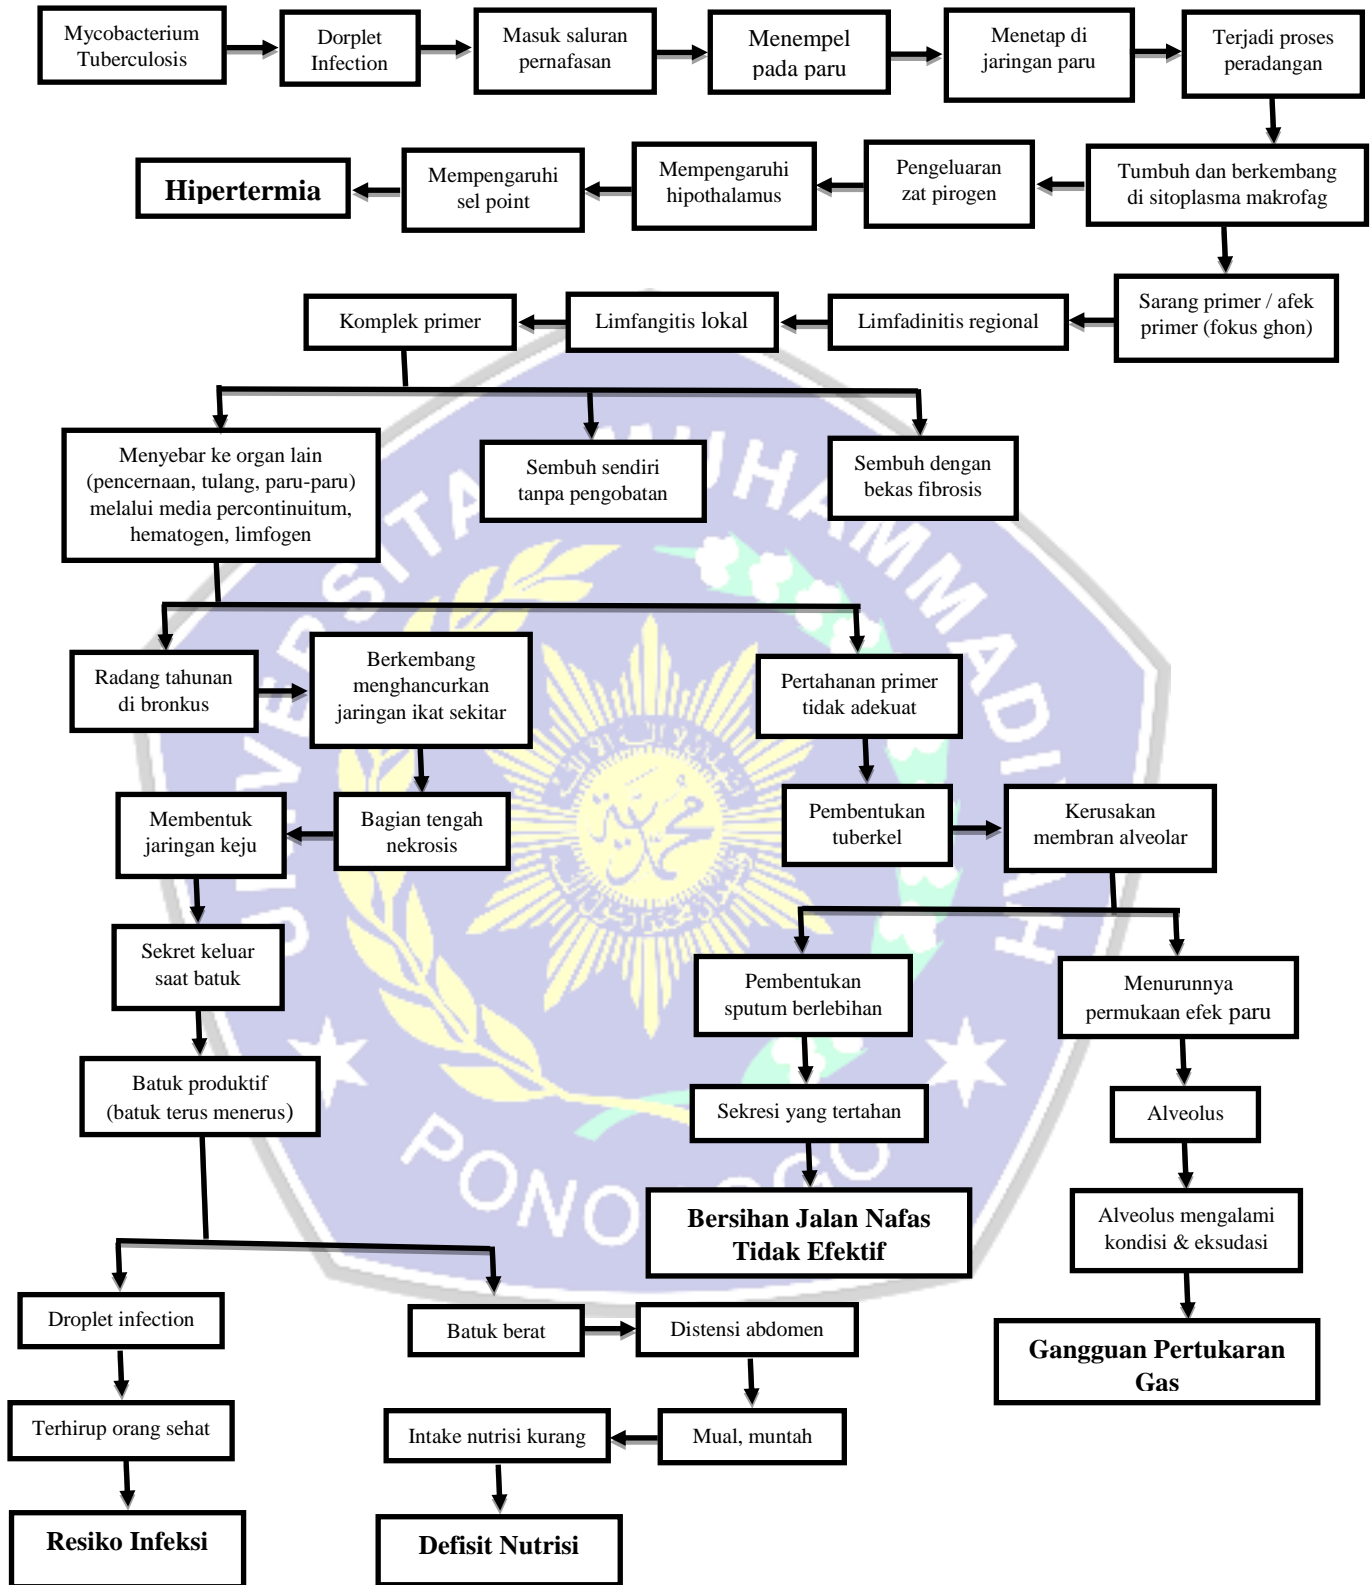 Mycobacterium
Tuberculosis
Dorplet
Infection
Masuk saluran
pernafasan
Menempel
pada paru
Menetap di
jaringan paru
Terjadi proses
peradangan
Hipertermia
Mempengaruhi
sel point
Mempengaruhi
hipothalamus
Pengeluaran
zat pirogen
Tumbuh dan berkembang
di sitoplasma makrofag
Komplek primer
Limfangitis lokal
Limfadinitis regional
Sarang primer / afek
primer (fokus ghon)
Menyebar ke organ lain
(pencernaan, tulang, paru-paru)
melalui media percontinuitum,
hematogen, limfogen
Sembuh sendiri
tanpa pengobatan
Sembuh dengan
bekas fibrosis
Radang tahunan
di bronkus
Berkembang
menghancurkan
jaringan ikat sekitar
Pertahanan primer
tidak adekuat
Membentuk
jaringan keju
Bagian tengah
nekrosis
Pembentukan
tuberkel
Kerusakan
membran alveolar
Sekret keluar
saat batuk
Pembentukan
sputum berlebihan
Menurunnya
permukaan efek paru
Batuk produktif
(batuk terus menerus)
Sekresi yang tertahan
Alveolus
Bersihan Jalan Nafas
Tidak Efektif
Alveolus mengalami
kondisi & eksudasi
Droplet infection
Batuk berat
Distensi abdomen
Gangguan Pertukaran
Gas
Terhirup orang sehat
Intake nutrisi kurang
Mual, muntah
Resiko Infeksi
Defisit Nutrisi